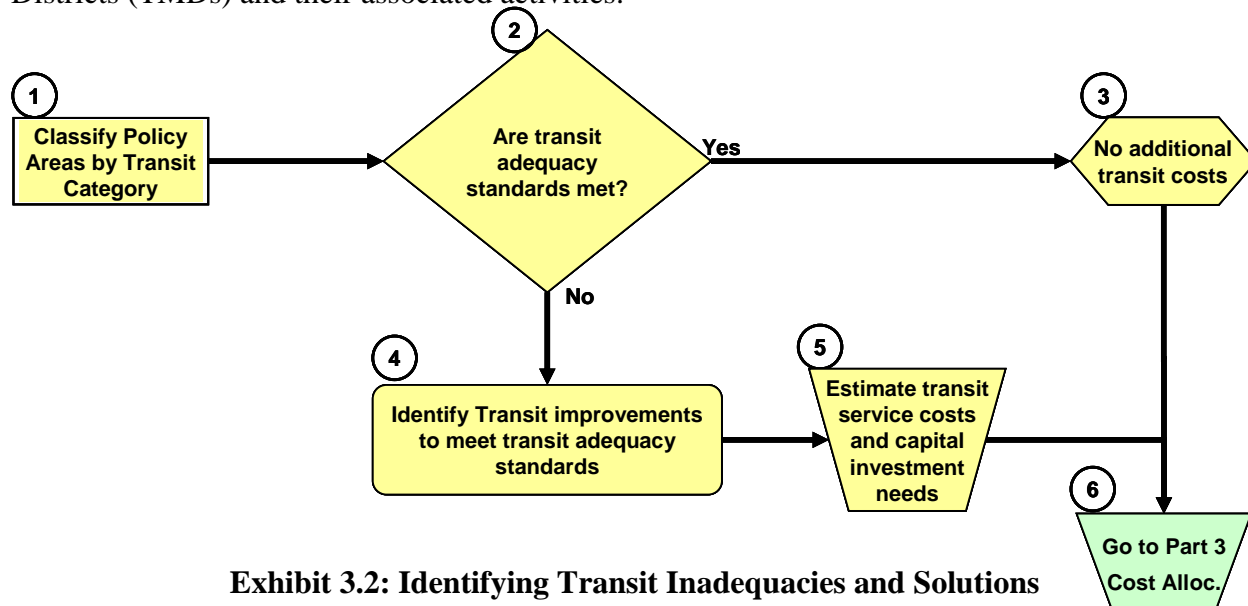 Districts (TMDs) and their associated activities.
2
1
3
Classify Policy
Areas by Transit
Category
Are transit
adequacy
standards met?
Yes
No additional
transit costs
No
4
5
Identify Transit improvements
to meet transit adequacy
standards
Estimate transit
service costs
and capital
investment
needs
6
Go to Part 3
Cost Alloc.
Exhibit 3.2: Identifying Transit Inadequacies and Solutions